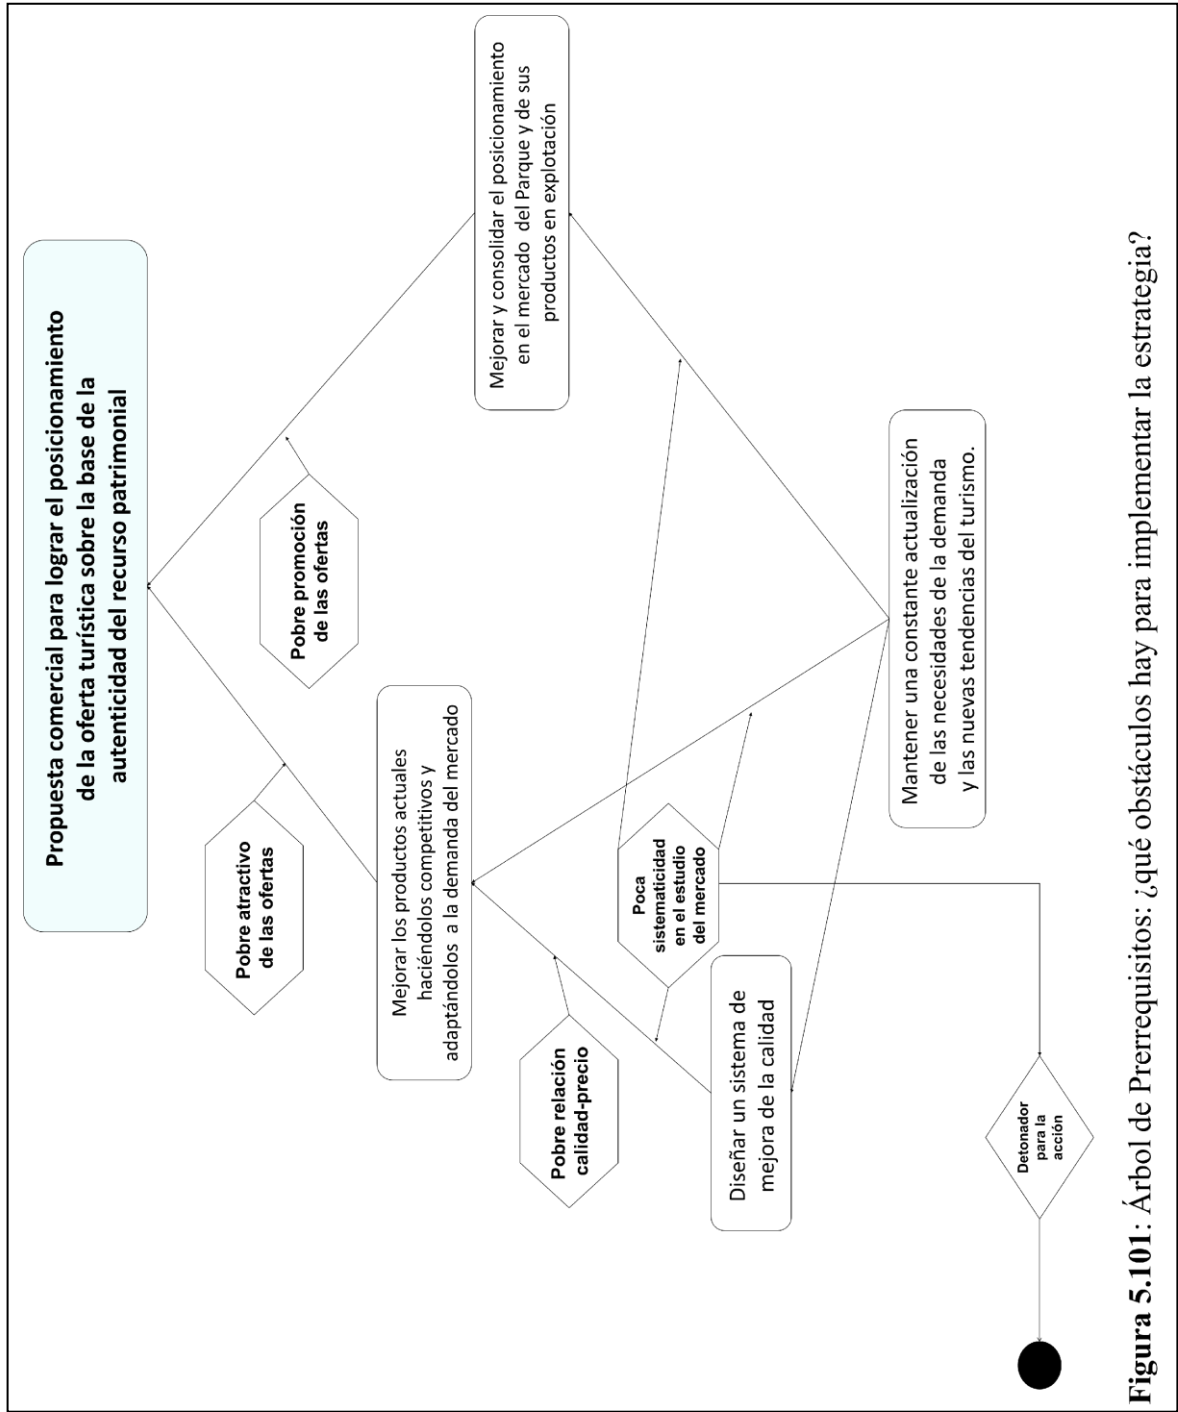 Propuesta comercial para lograr el posicionamiento
de la oferta turística sobre la base de la
autenticidad del recurso patrimonial
Pobre atractivo
de las ofertas
Pobre promoción
de las ofertas
Mejorar los productos actuales
haciéndolos competitivos y
adaptándolos a la demanda del mercado
Mejorar y consolidar el posicionamiento
en el mercado del Parque y de sus
productos en explotación
Pobre relación
calidad-precio
Poca
sistematicidad
en el estudio
del mercado
Diseñar un sistema de
mejora de la calidad
Mantener una constante actualización
de las necesidades de la demanda
y las nuevas tendencias del turismo.
Detonador
para la
acción
Figura 5.101: Árbol de Prerrequisitos: ¿qué obstáculos hay para implementar la estrategia?